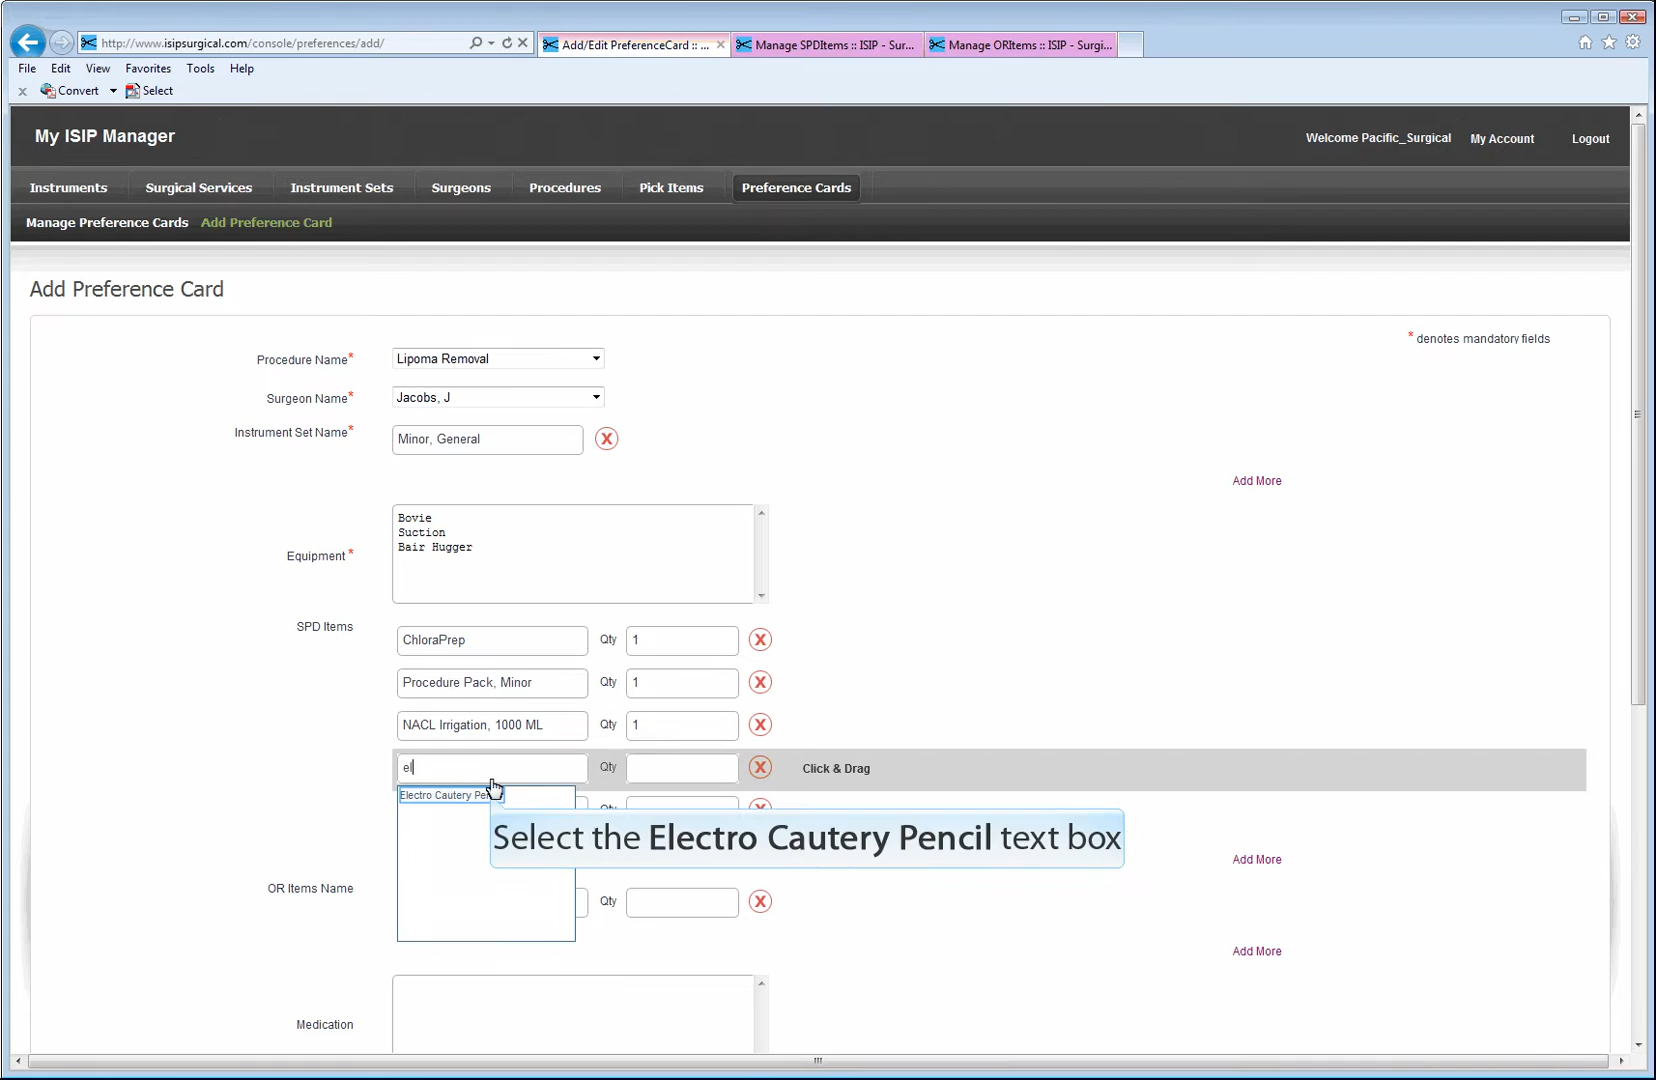 http://www.isipsurgical.com/console/preferences/add/
Add/Edit PreferenceCard :: ...
Manage SPDItems :: ISIP - Sur...
Manage ORItems :: ISIP - Surgi...
File Edit View Favorites Tools Help
x Convert Select
My ISIP Manager
Welcome Pacific_Surgical My Account Logout
Instruments Surgical Services Instrument Sets Surgeons Procedures Pick Items Preference Cards
Manage Preference Cards Add Preference Card
Add Preference Card
* denotes mandatory fields
Procedure Name* Lipoma Removal
Surgeon Name* Jacobs, J
Instrument Set Name* Minor, General X
Add More
Equipment *
Bovie
Suction
Bair Hugger
SPD Items
ChloraPrep Qty 1 X
Procedure Pack, Minor Qty 1 X
NACL Irrigation, 1000 ML Qty 1 X
el Qty X Click & Drag
Electro Cautery
Select the Electro Cautery Pencil text box
Add More
OR Items Name Qty X
Add More
Medication